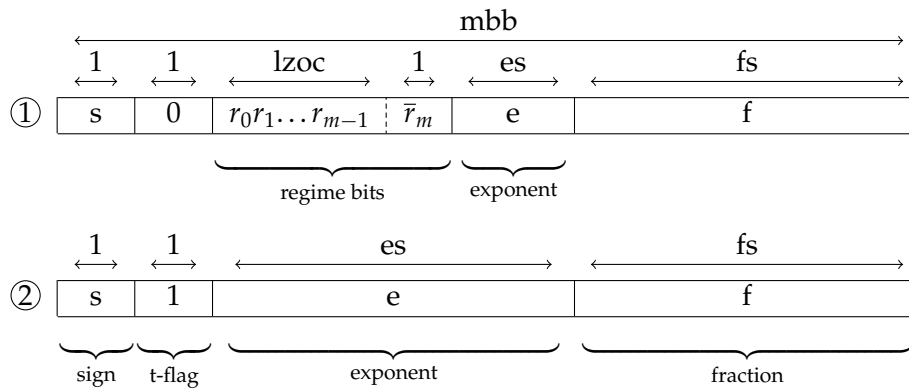 mbb
1 1 lzoc 1 es fs
① s 0 r₀r₁…rₘ₋₁ r̄ₘ e f
regime bits exponent
1 1 es fs
② s 1 e f
sign t-flag exponent fraction